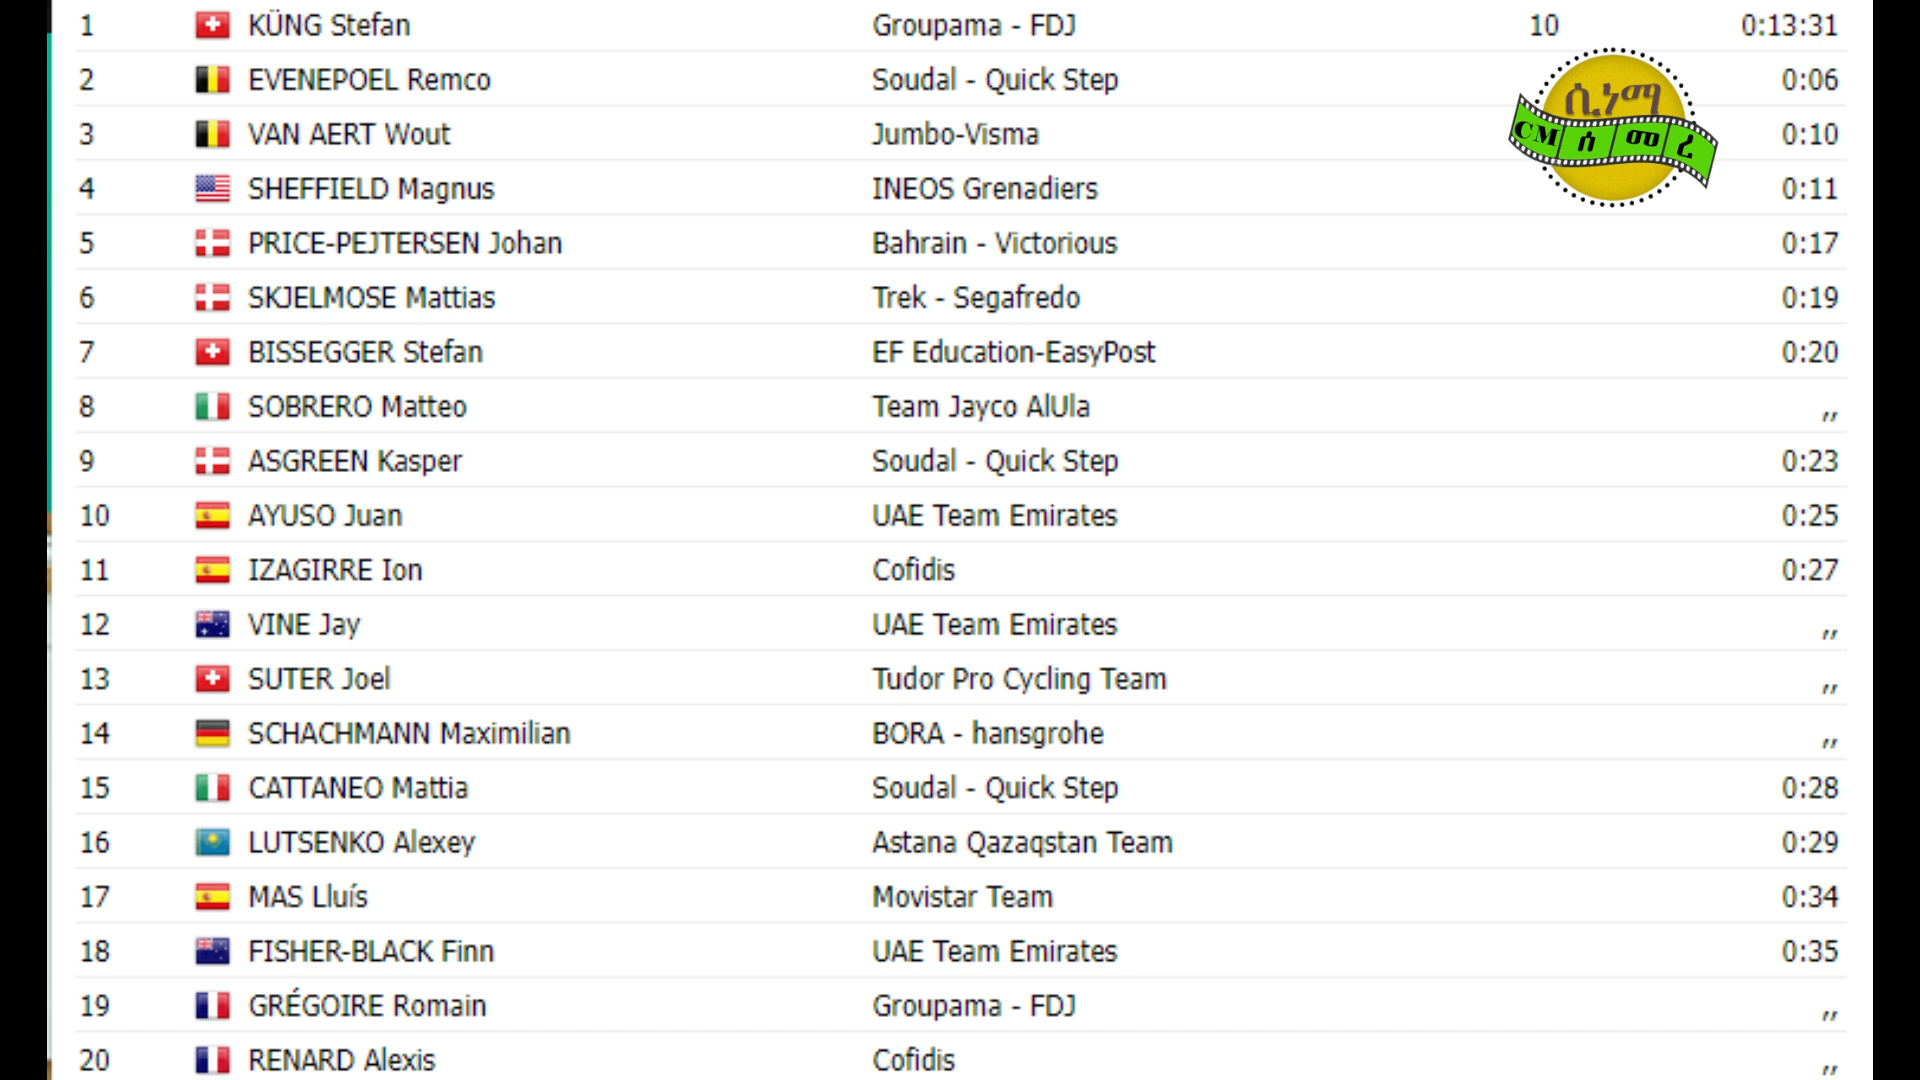 1 KÜNG Stefan Groupama - FDJ 10 0:13:31
2 EVENEPOEL Remco Soudal - Quick Step 0:06
3 VAN AERT Wout Jumbo-Visma 0:10
4 SHEFFIELD Magnus INEOS Grenadiers 0:11
5 PRICE-PEJTERSEN Johan Bahrain - Victorious 0:17
6 SKJELMOSE Mattias Trek - Segafredo 0:19
7 BISSEGGER Stefan EF Education-EasyPost 0:20
8 SOBRERO Matteo Team Jayco AlUla ,,
9 ASGREEN Kasper Soudal - Quick Step 0:23
10 AYUSO Juan UAE Team Emirates 0:25
11 IZAGIRRE Ion Cofidis 0:27
12 VINE Jay UAE Team Emirates ,,
13 SUTER Joel Tudor Pro Cycling Team ,,
14 SCHACHMANN Maximilian BORA - hansgrohe ,,
15 CATTANEO Mattia Soudal - Quick Step 0:28
16 LUTSENKO Alexey Astana Qazaqstan Team 0:29
17 MAS Lluís Movistar Team 0:34
18 FISHER-BLACK Finn UAE Team Emirates 0:35
19 GRÉGOIRE Romain Groupama - FDJ ,,
20 RENARD Alexis Cofidis ,,
ሲነማ
CM ሰ መ ረ